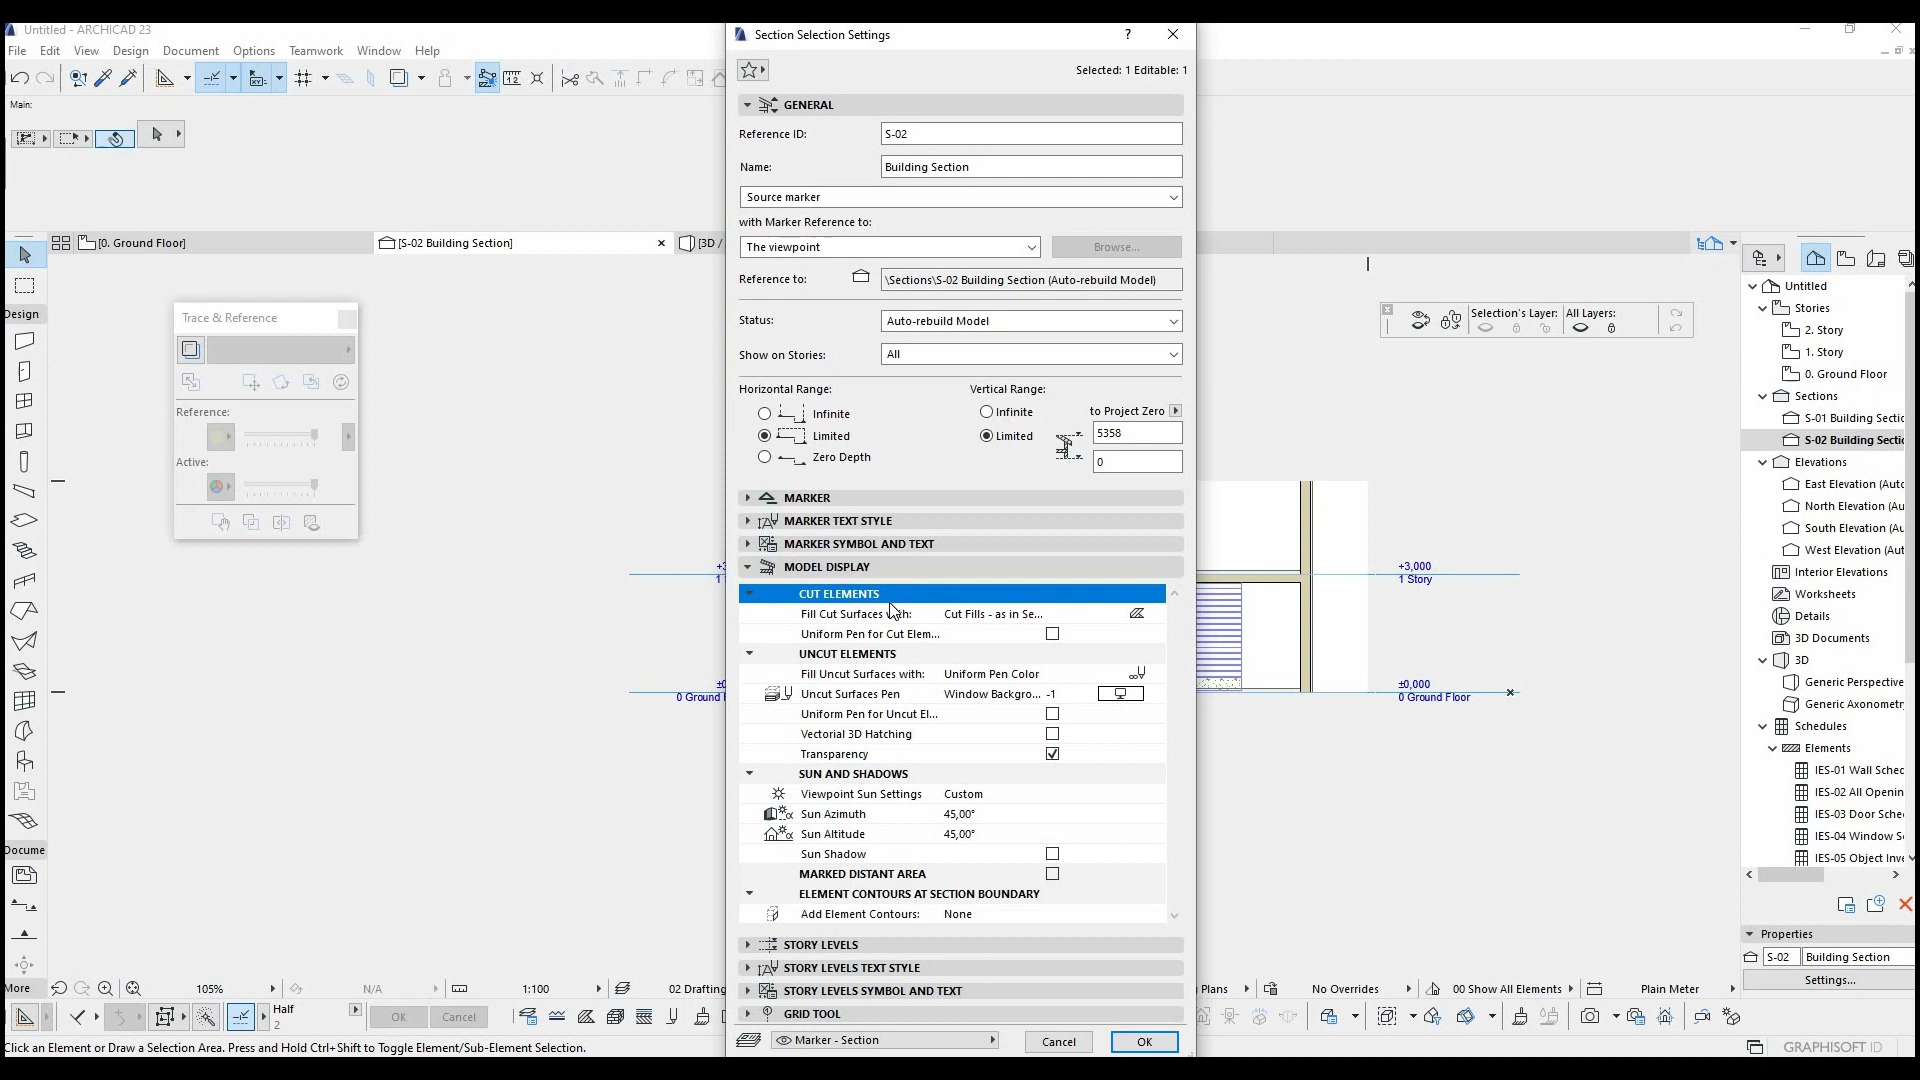 Untitled - ARCHICAD 23
File Edit View Design Document Options Teamwork Window Help
Main:
[0. Ground Floor]
[S-02 Building Section]
[3D /
Design
Trace & Reference
Reference:
Active:
Docume
More
105%
N/A
1:100
02 Drafting
Half
2
OK
Cancel
Click an Element or Draw a Selection Area. Press and Hold Ctrl+Shift to Toggle Element/Sub-Element Selection.
0 Ground
Section Selection Settings
?
Selected: 1 Editable: 1
GENERAL
Reference ID: S-02
Name: Building Section
Source marker
with Marker Reference to:
The viewpoint
Browse...
Reference to: \Sections\S-02 Building Section (Auto-rebuild Model)
Status: Auto-rebuild Model
Show on Stories: All
Horizontal Range:
Infinite
Limited
Zero Depth
Vertical Range:
Infinite
Limited
to Project Zero
5358
0
MARKER
MARKER TEXT STYLE
MARKER SYMBOL AND TEXT
MODEL DISPLAY
CUT ELEMENTS
Fill Cut Surfaces with: Cut Fills - as in Se...
Uniform Pen for Cut Elem...
UNCUT ELEMENTS
Fill Uncut Surfaces with: Uniform Pen Color
Uncut Surfaces Pen Window Backgro... -1
Uniform Pen for Uncut El...
Vectorial 3D Hatching
Transparency
SUN AND SHADOWS
Viewpoint Sun Settings Custom
Sun Azimuth 45,00°
Sun Altitude 45,00°
Sun Shadow
MARKED DISTANT AREA
ELEMENT CONTOURS AT SECTION BOUNDARY
Add Element Contours: None
STORY LEVELS
STORY LEVELS TEXT STYLE
STORY LEVELS SYMBOL AND TEXT
GRID TOOL
Marker - Section
Cancel
OK
Selection's Layer:
All Layers:
+3,000
1 Story
±0,000
0 Ground Floor
Plans
No Overrides
00 Show All Elements
Plain Meter
Untitled
Stories
2. Story
1. Story
0. Ground Floor
Sections
S-01 Building Sectic
S-02 Building Sectic
Elevations
East Elevation (Autc
North Elevation (Au
South Elevation (Au
West Elevation (Aut
Interior Elevations
Worksheets
Details
3D Documents
3D
Generic Perspective
Generic Axonometr
Schedules
Elements
IES-01 Wall Schec
IES-02 All Openin
IES-03 Door Sche
IES-04 Window S
IES-05 Object Inve
Properties
S-02 Building Section
Settings...
GRAPHISOFT ID